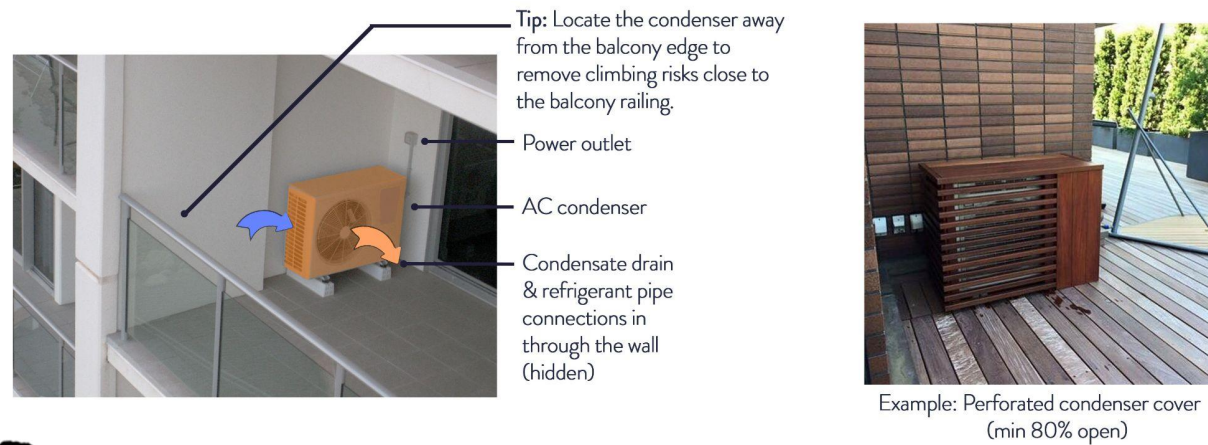 Tip: Locate the condenser away
from the balcony edge to
remove climbing risks close to
the balcony railing.
Power outlet
AC condenser
Condensate drain
& refrigerant pipe
connections in
through the wall
(hidden)
Example: Perforated condenser cover
(min 80% open)